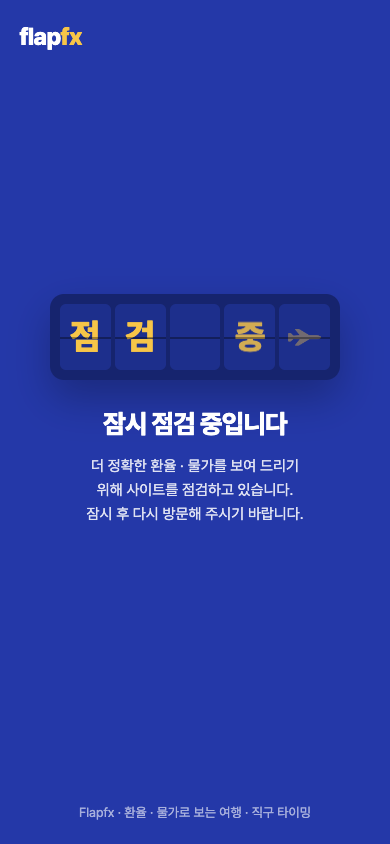 flapfx
점검 중
잠시 점검 중입니다
더 정확한 환율 · 물가를 보여 드리기
위해 사이트를 점검하고 있습니다.
잠시 후 다시 방문해 주시기 바랍니다.
Flapfx · 환율 · 물가로 보는 여행 · 직구 타이밍